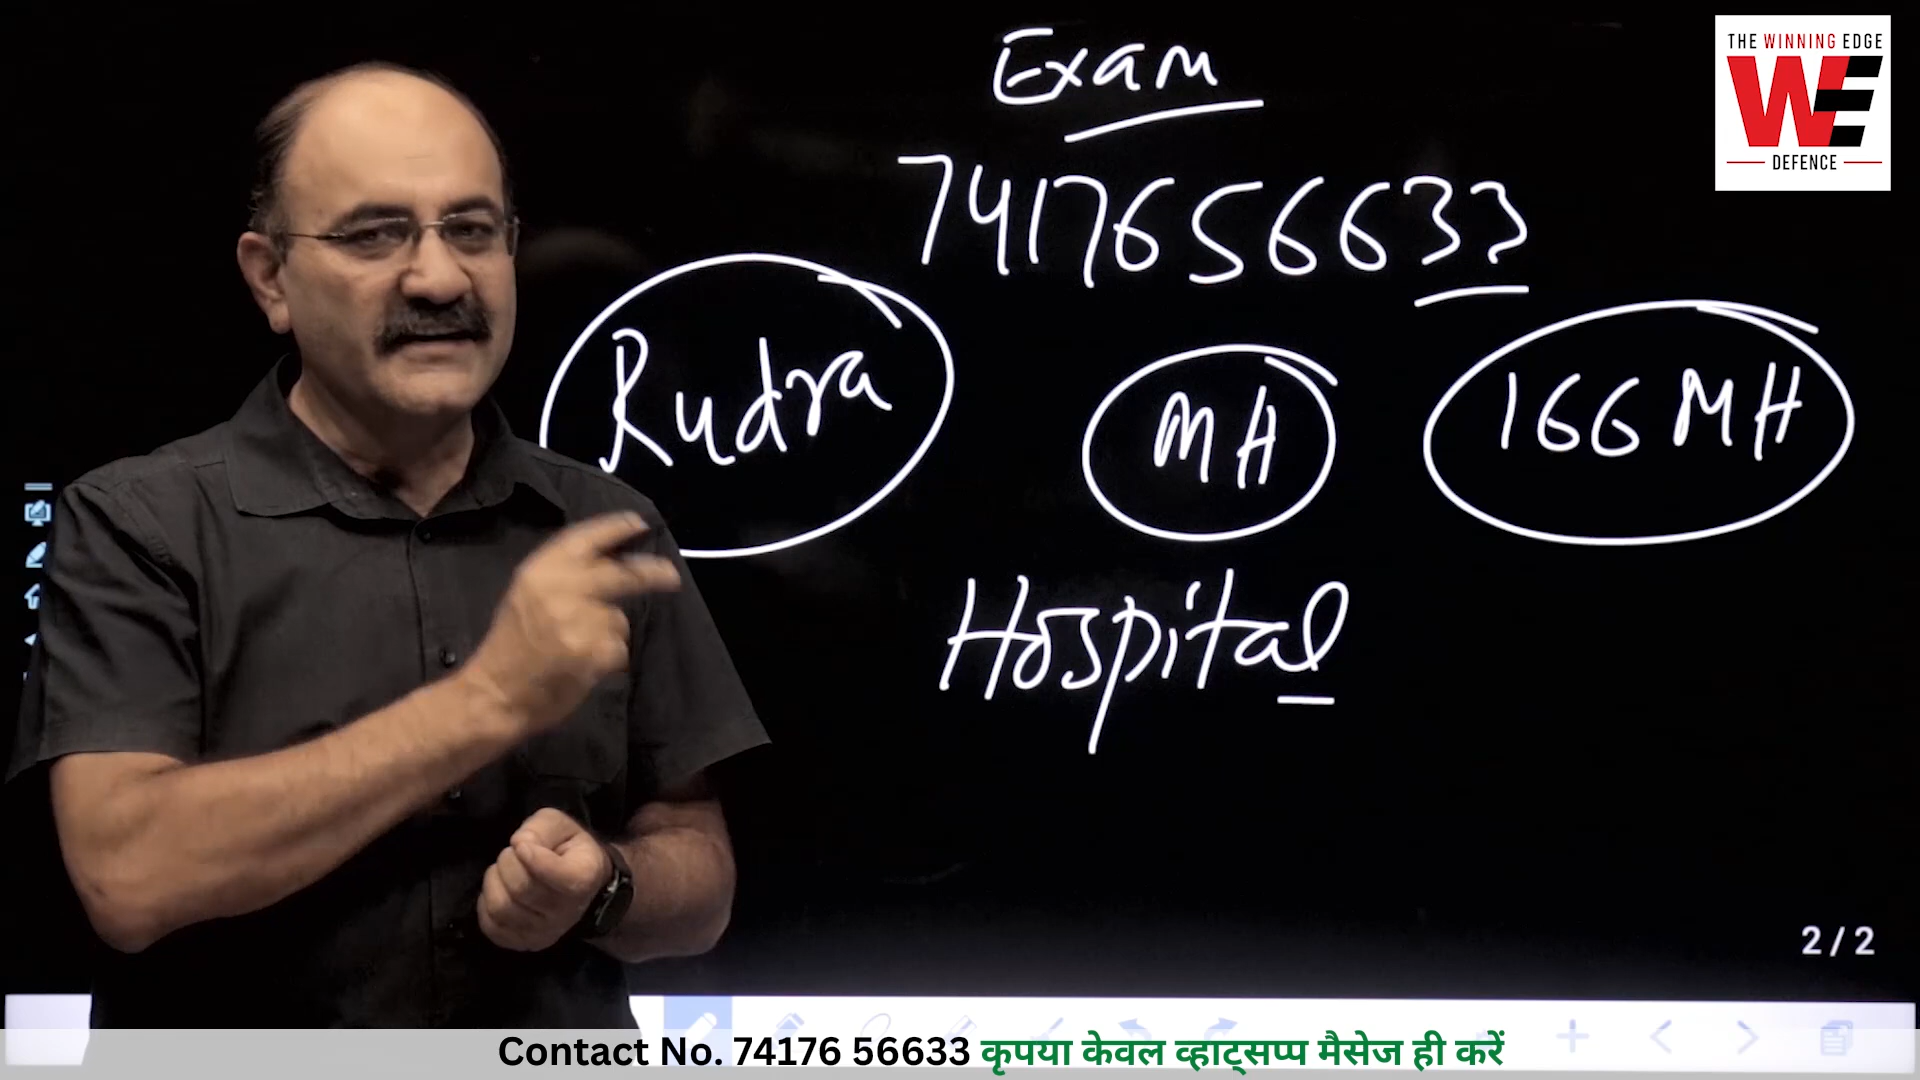 Exam
7417656633
Rudra
MH
166 MH
Hospital
THE WINNING EDGE
WE
DEFENCE
2/2
Contact No. 74176 56633 कृपया केवल व्हाट्सप्प मैसेज ही करें